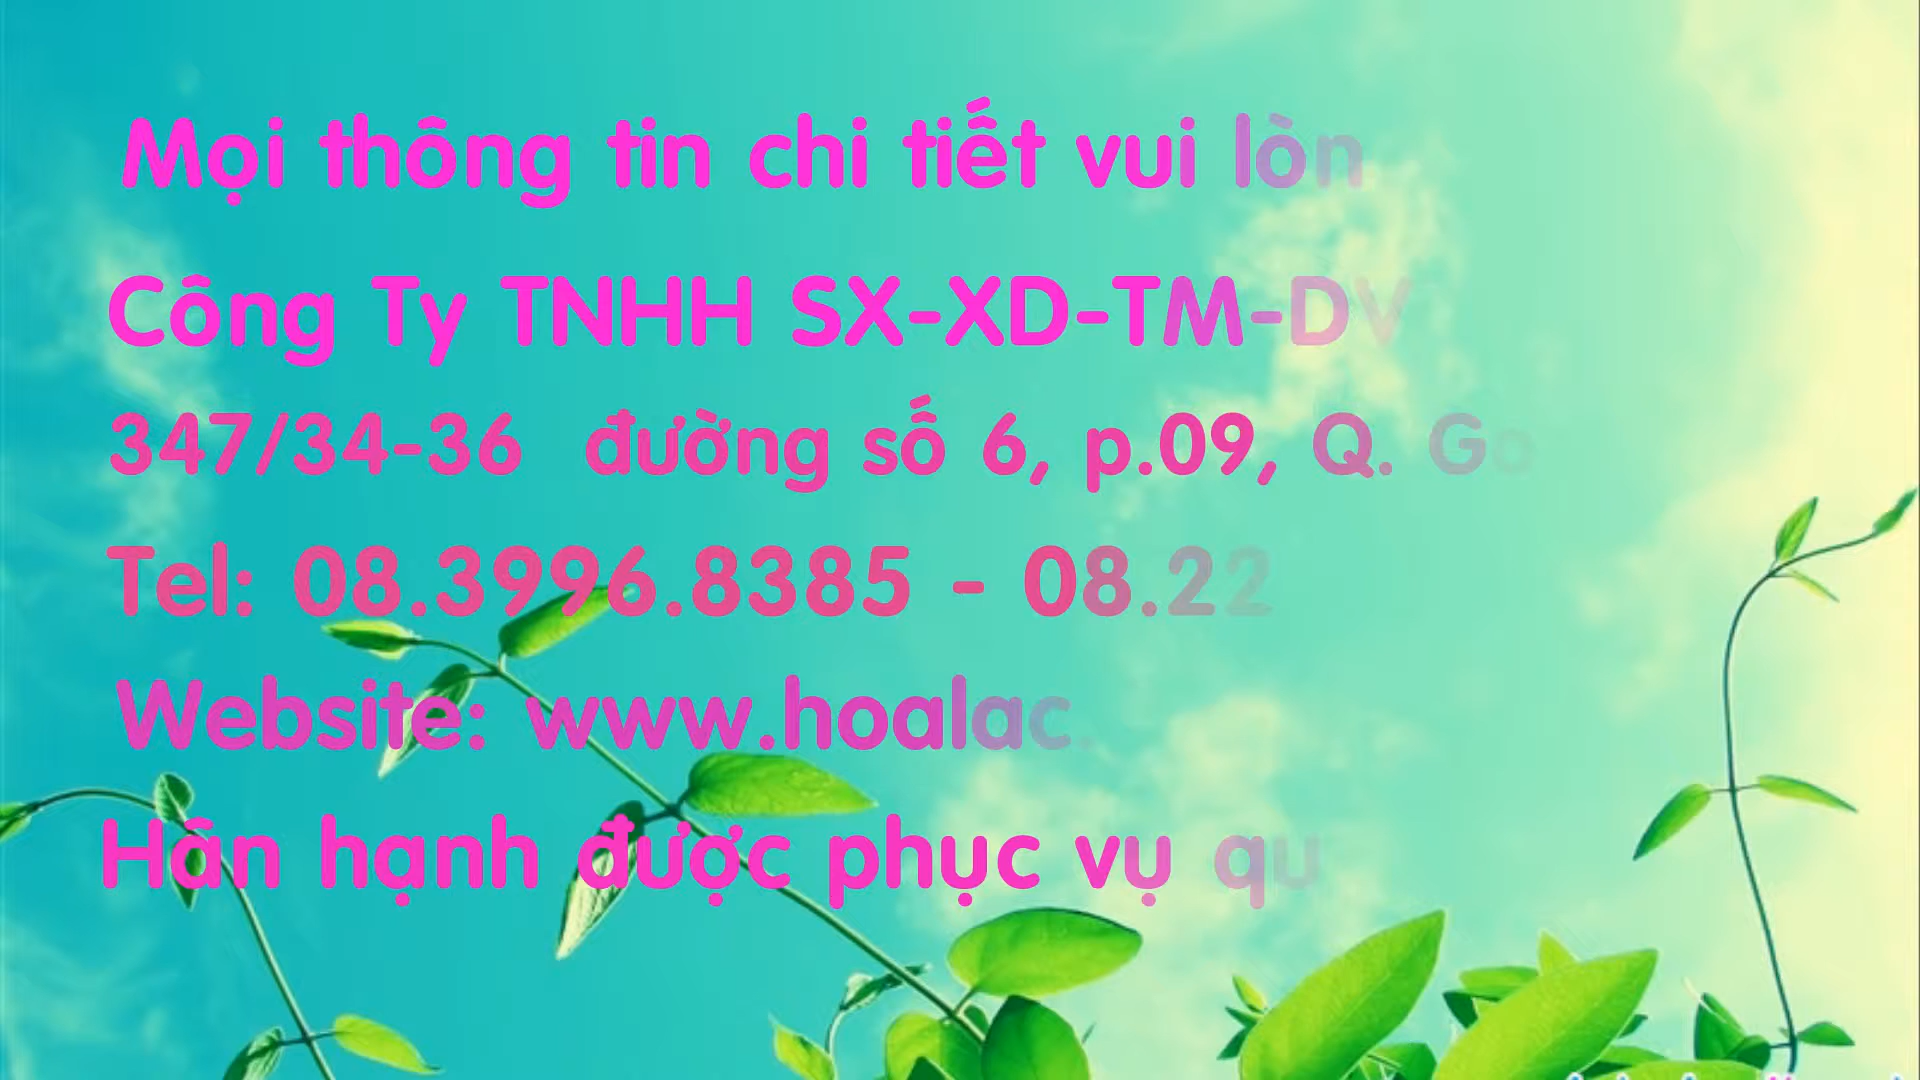 Mọi thông tin chi tiết vui lòn
Công Ty TNHH SX-XD-TM-DV
347/34-36 đường số 6, p.09, Q. Go
Tel: 08.3996.8385 - 08.22
Website: www.hoalac.
Hân hạnh được phục vụ qu